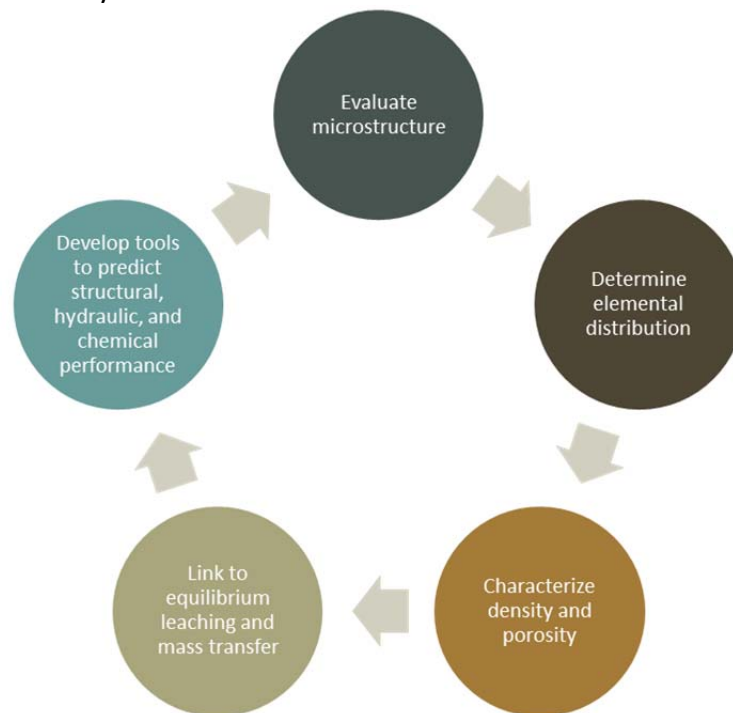 Evaluate
microstructure
Determine
elemental
distribution
Characterize
density and
porosity
Link to
equilibrium
leaching and
mass transfer
Develop tools
to predict
structural,
hydraulic, and
chemical
performance